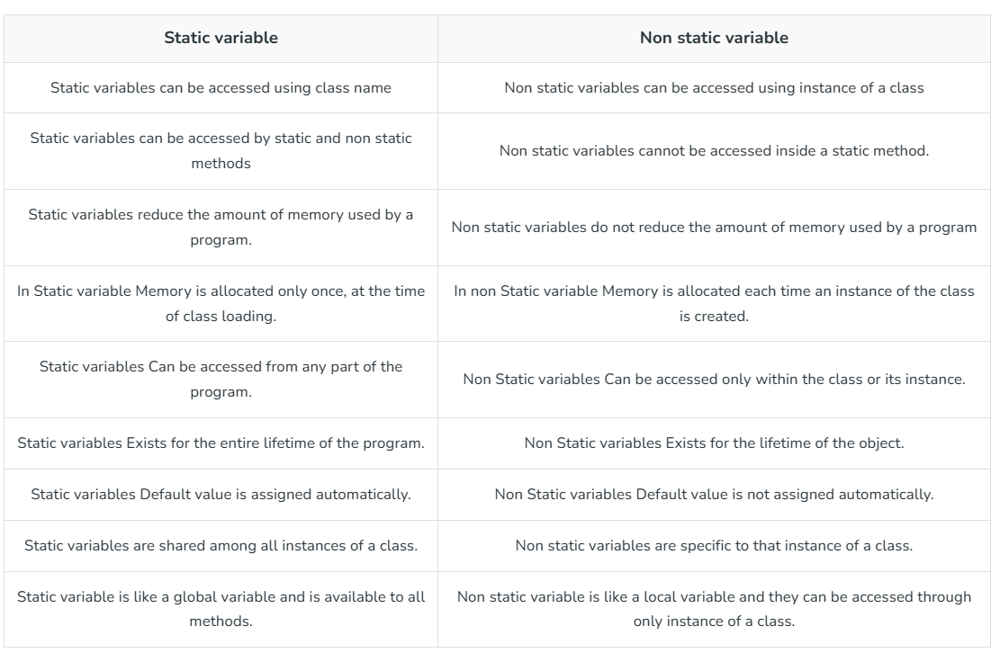 Static variable
Non static variable
Static variables can be accessed using class name
Non static variables can be accessed using instance of a class
Static variables can be accessed by static and non static
methods
Non static variables cannot be accessed inside a static method.
Static variables reduce the amount of memory used by a
program.
Non static variables do not reduce the amount of memory used by a program
In Static variable Memory is allocated only once, at the time
of class loading.
In non Static variable Memory is allocated each time an instance of the class
is created.
Static variables Can be accessed from any part of the
program.
Non Static variables Can be accessed only within the class or its instance.
Static variables Exists for the entire lifetime of the program.
Non Static variables Exists for the lifetime of the object.
Static variables Default value is assigned automatically.
Non Static variables Default value is not assigned automatically.
Static variables are shared among all instances of a class.
Non static variables are specific to that instance of a class.
Static variable is like a global variable and is available to all
methods.
Non static variable is like a local variable and they can be accessed through
only instance of a class.